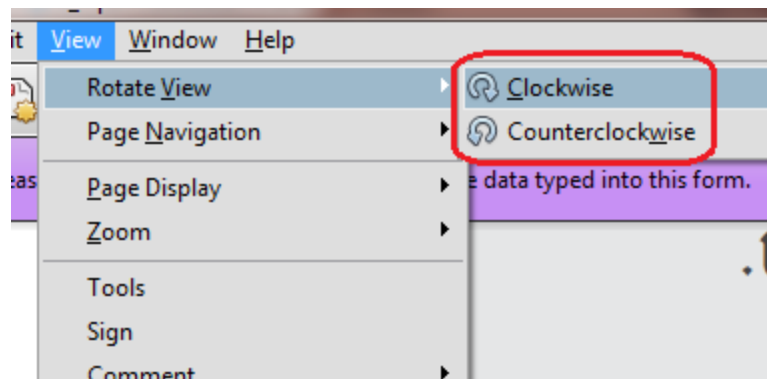 it View Window Help
Rotate View
Clockwise
Page Navigation
Counterclockwise
eas
e data typed into this form.
Page Display
Zoom
Tools
Sign
Comment